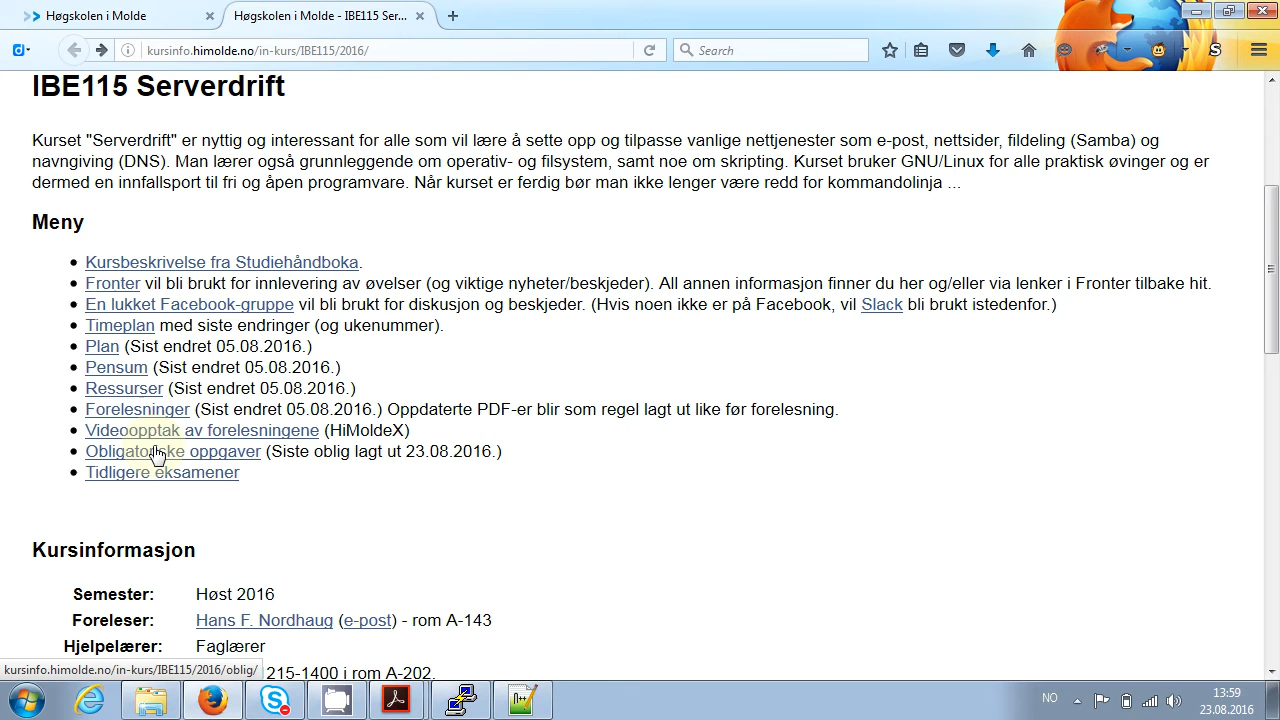 Høgskolen i Molde
Høgskolen i Molde - IBE115 Ser...
kursinfo.himolde.no/in-kurs/IBE115/2016/
Search
IBE115 Serverdrift
Kurset "Serverdrift" er nyttig og interessant for alle som vil lære å sette opp og tilpasse vanlige nettjenester som e-post, nettsider, fildeling (Samba) og
navngiving (DNS). Man lærer også grunnleggende om operativ- og filsystem, samt noe om skripting. Kurset bruker GNU/Linux for alle praktisk øvinger og er
dermed en innfallsport til fri og åpen programvare. Når kurset er ferdig bør man ikke lenger være redd for kommandolinja ...
Meny
Kursbeskrivelse fra Studiehåndboka.
Fronter vil bli brukt for innlevering av øvelser (og viktige nyheter/beskjeder). All annen informasjon finner du her og/eller via lenker i Fronter tilbake hit.
En lukket Facebook-gruppe vil bli brukt for diskusjon og beskjeder. (Hvis noen ikke er på Facebook, vil Slack bli brukt istedenfor.)
Timeplan med siste endringer (og ukenummer).
Plan (Sist endret 05.08.2016.)
Pensum (Sist endret 05.08.2016.)
Ressurser (Sist endret 05.08.2016.)
Forelesninger (Sist endret 05.08.2016.) Oppdaterte PDF-er blir som regel lagt ut like før forelesning.
Videoopptak av forelesningene (HiMoldeX)
Obligatoriske oppgaver (Siste oblig lagt ut 23.08.2016.)
Tidligere eksamener
Kursinformasjon
Semester: Høst 2016
Foreleser: Hans F. Nordhaug (e-post) - rom A-143
Hjelpelærer: Faglærer
215-1400 i rom A-202.
kursinfo.himolde.no/in-kurs/IBE115/2016/oblig/
NO
13:59
23.08.2016